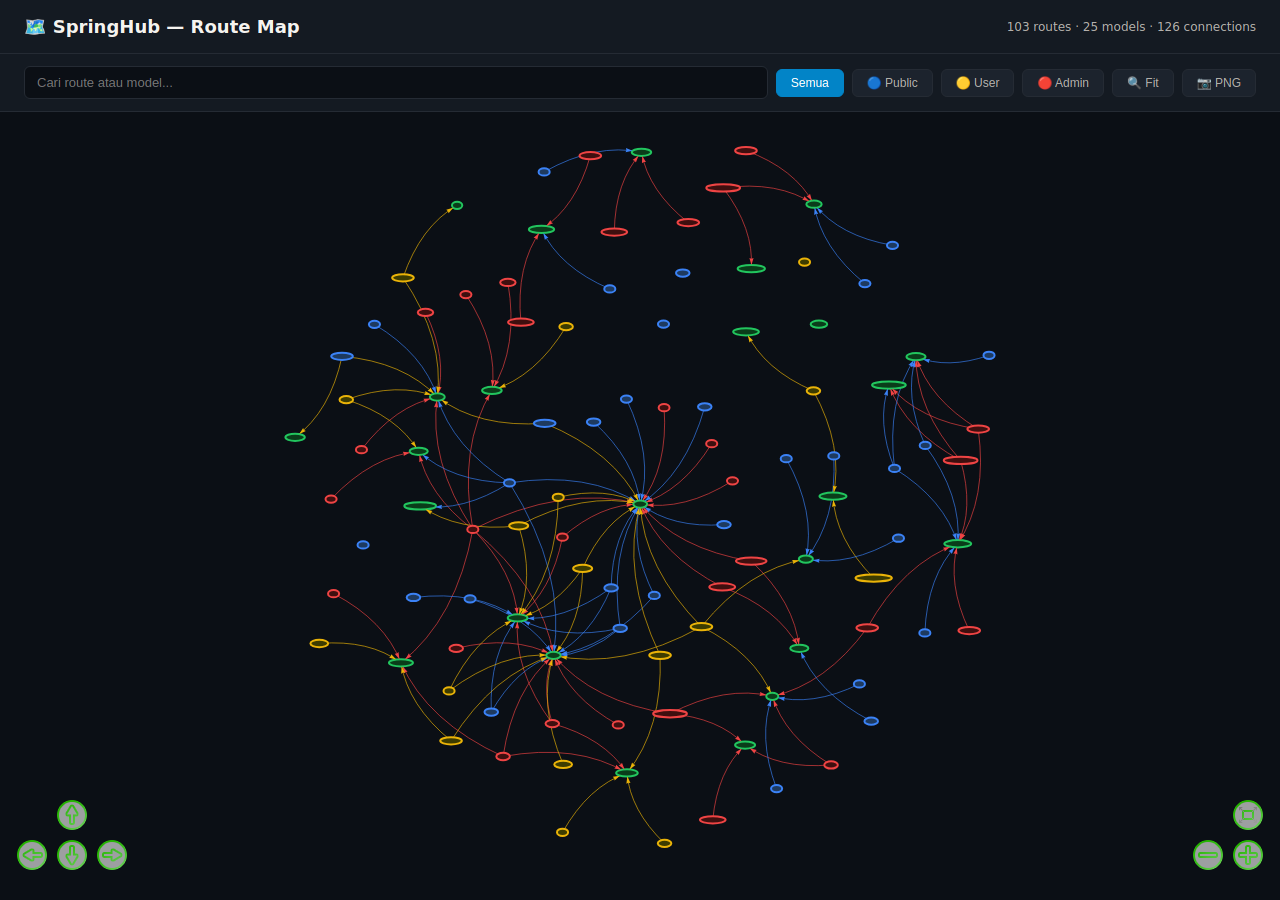 🗺️ SpringHub — Route Map
103 routes · 25 models · 126 connections
Cari route atau model...
Semua
🔵 Public
🟡 User
🔴 Admin
🔍 Fit
📷 PNG